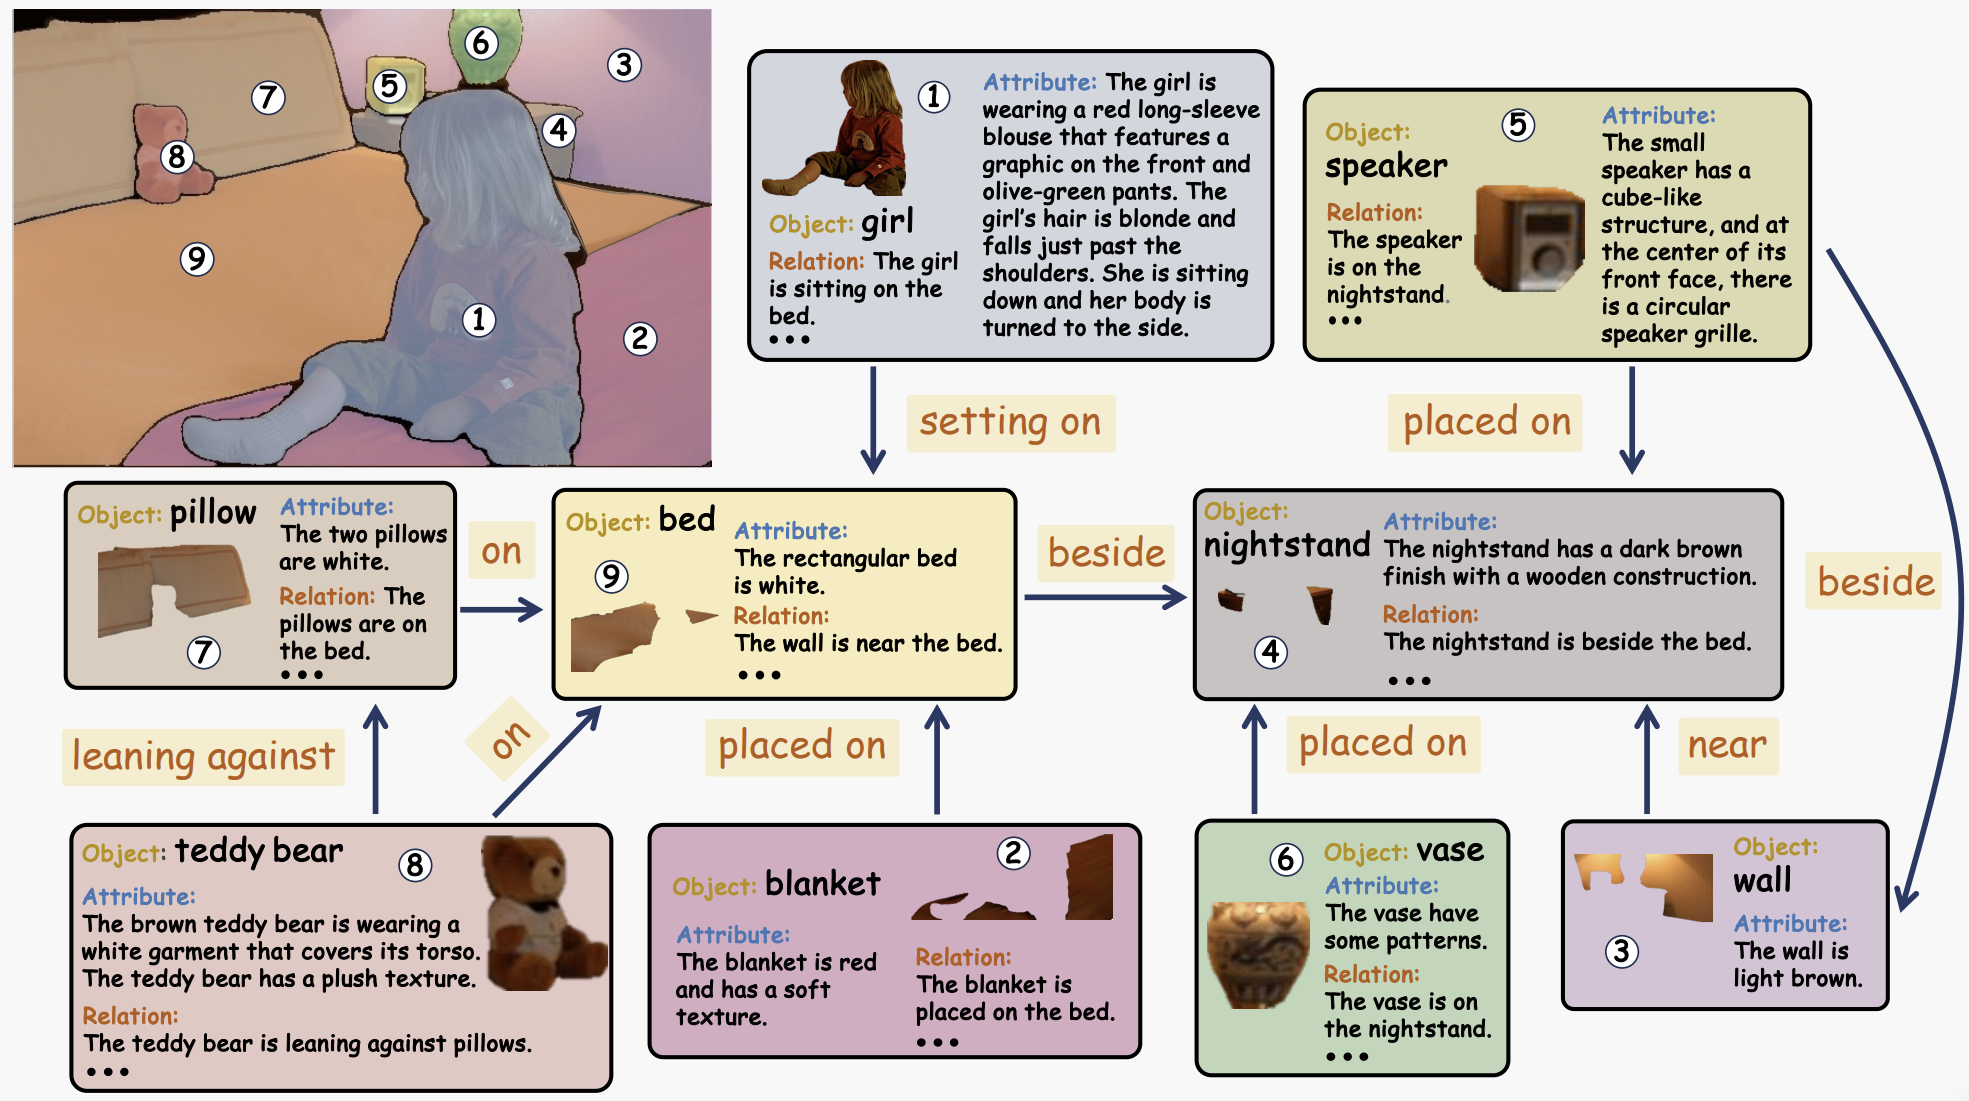 7
6
5
3
4
8
9
1
2
1
Attribute: The girl is
wearing a red long-sleeve
blouse that features a
graphic on the front and
olive-green pants. The
girl's hair is blonde and
falls just past the
shoulders. She is sitting
down and her body is
turned to the side.
Object: girl
Relation: The girl
is sitting on the
bed.
•••
5
Object:
speaker
Relation:
The speaker
is on the
nightstand.
•••
Attribute:
The small
speaker has a
cube-like
structure, and at
the center of its
front face, there
is a circular
speaker grille.
setting on
placed on
Object: pillow
7
Attribute:
The two pillows
are white.
Relation: The
pillows are on
the bed.
•••
on
Object: bed
9
Attribute:
The rectangular bed
is white.
Relation:
The wall is near the bed.
•••
beside
Object:
nightstand
4
Attribute:
The nightstand has a dark brown
finish with a wooden construction.
Relation:
The nightstand is beside the bed.
•••
beside
leaning against
on
placed on
placed on
near
Object: teddy bear
8
Attribute:
The brown teddy bear is wearing a
white garment that covers its torso.
The teddy bear has a plush texture.
Relation:
The teddy bear is leaning against pillows.
•••
Object: blanket
2
Attribute:
The blanket is red
and has a soft
texture.
Relation:
The blanket is
placed on the bed.
•••
6
Object: vase
Attribute:
The vase have
some patterns.
Relation:
The vase is on
the nightstand.
•••
3
Object:
wall
Attribute:
The wall is
light brown.